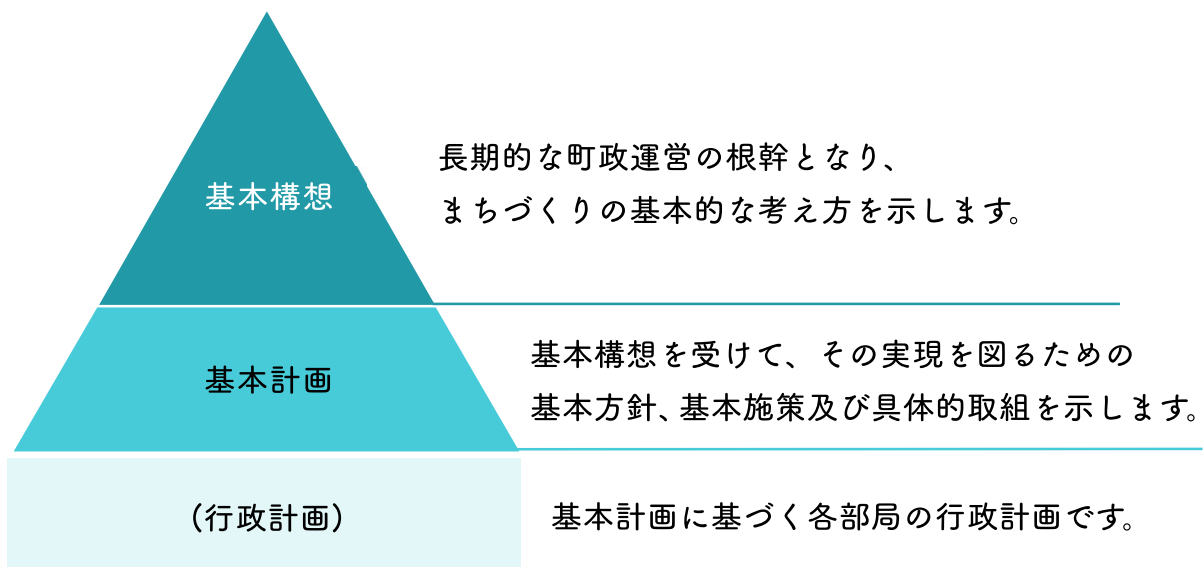 基本構想
長期的な町政運営の根幹となり、
まちづくりの基本的な考え方を示します。
基本計画
基本構想を受けて、その実現を図るための
基本方針、基本施策及び具体的取組を示します。
（行政計画）
基本計画に基づく各部局の行政計画です。